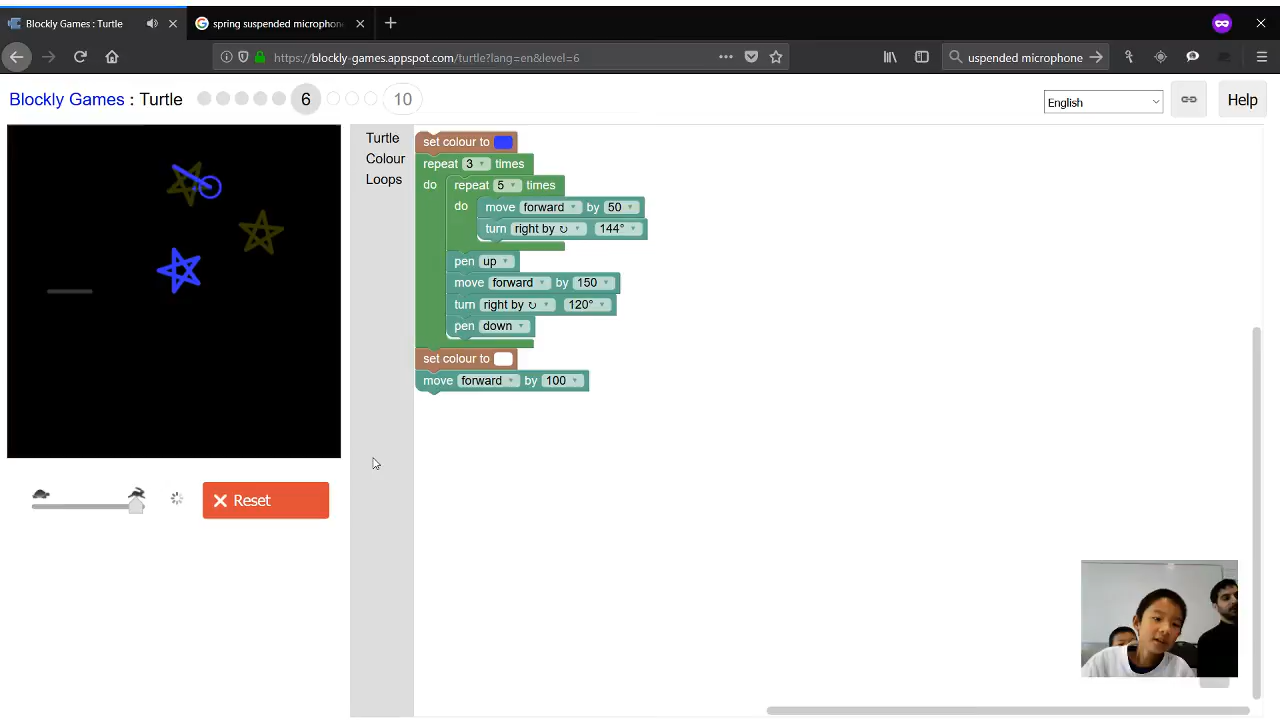 Blockly Games : Turtle
spring suspended microphone
https://blockly-games.appspot.com/turtle?lang=en&level=6
uspended microphone
Blockly Games : Turtle
6
10
English
Help
Turtle
Colour
Loops
set colour to
repeat 3 times
do repeat 5 times
do move forward by 50
turn right by ↻ 144°
pen up
move forward by 150
turn right by ↻ 120°
pen down
set colour to
move forward by 100
Reset